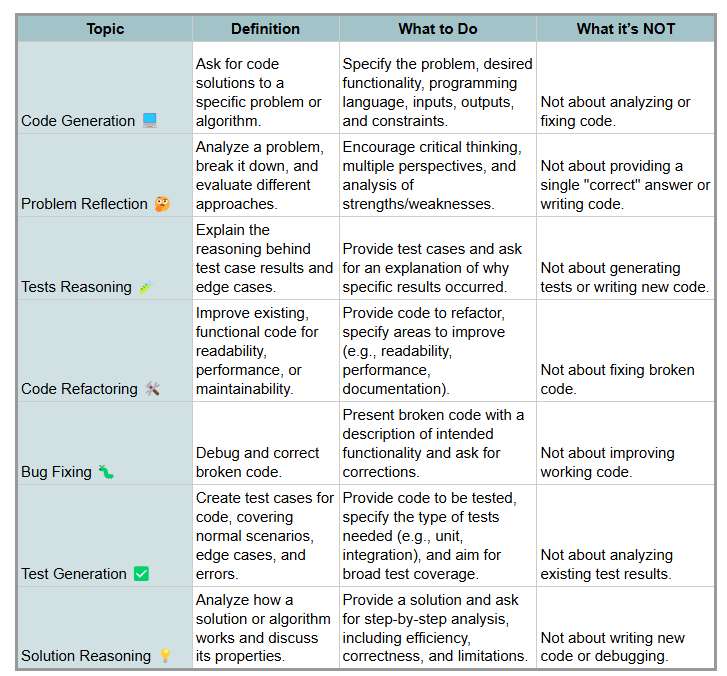 Topic Definition What to Do What it’s NOT
Code Generation 💻
Ask for code
solutions to a
specific problem or
algorithm.
Specify the problem, desired
functionality, programming
language, inputs, outputs,
and constraints.
Not about analyzing or
fixing code.
Problem Reflection 🤔
Analyze a problem,
break it down, and
evaluate different
approaches.
Encourage critical thinking,
multiple perspectives, and
analysis of
strengths/weaknesses.
Not about providing a
single "correct" answer or
writing code.
Tests Reasoning 🧪
Explain the
reasoning behind
test case results and
edge cases.
Provide test cases and ask
for an explanation of why
specific results occurred.
Not about generating
tests or writing new code.
Code Refactoring 🛠️
Improve existing,
functional code for
readability,
performance, or
maintainability.
Provide code to refactor,
specify areas to improve
(e.g., readability,
performance,
documentation).
Not about fixing broken
code.
Bug Fixing 🐛
Debug and correct
broken code.
Present broken code with a
description of intended
functionality and ask for
corrections.
Not about improving
working code.
Test Generation ✅
Create test cases for
code, covering
normal scenarios,
edge cases, and
errors.
Provide code to be tested,
specify the type of tests
needed (e.g., unit,
integration), and aim for
broad test coverage.
Not about analyzing
existing test results.
Solution Reasoning 💡
Analyze how a
solution or algorithm
works and discuss
its properties.
Provide a solution and ask
for step-by-step analysis,
including efficiency,
correctness, and limitations.
Not about writing new
code or debugging.